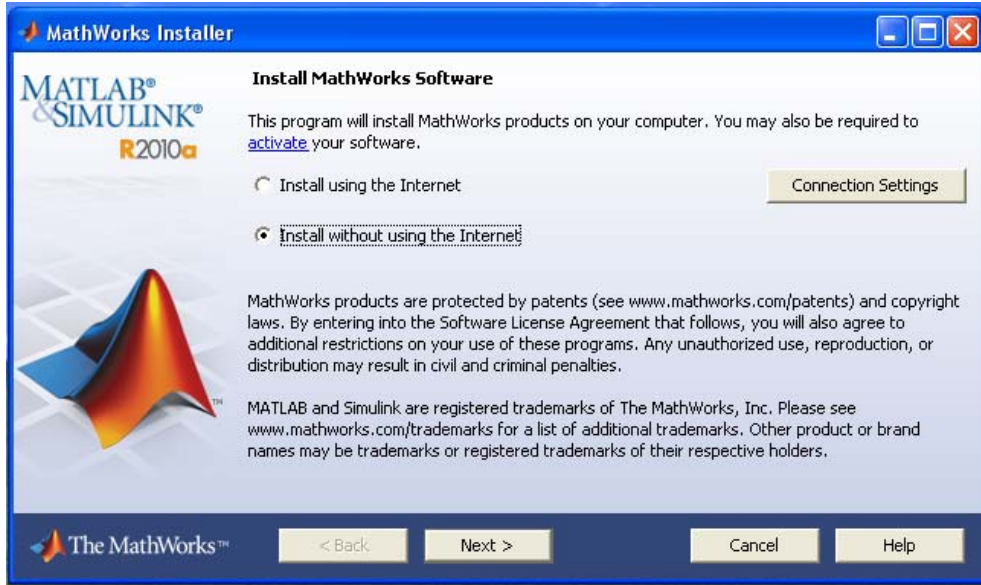 MathWorks Installer
MATLAB®
&SIMULINK®
R2010a
Install MathWorks Software
This program will install MathWorks products on your computer. You may also be required to
activate your software.
Install using the Internet
Connection Settings
Install without using the Internet
MathWorks products are protected by patents (see www.mathworks.com/patents) and copyright
laws. By entering into the Software License Agreement that follows, you will also agree to
additional restrictions on your use of these programs. Any unauthorized use, reproduction, or
distribution may result in civil and criminal penalties.
TM
MATLAB and Simulink are registered trademarks of The MathWorks, Inc. Please see
www.mathworks.com/trademarks for a list of additional trademarks. Other product or brand
names may be trademarks or registered trademarks of their respective holders.
The MathWorks™
< Back
Next >
Cancel
Help